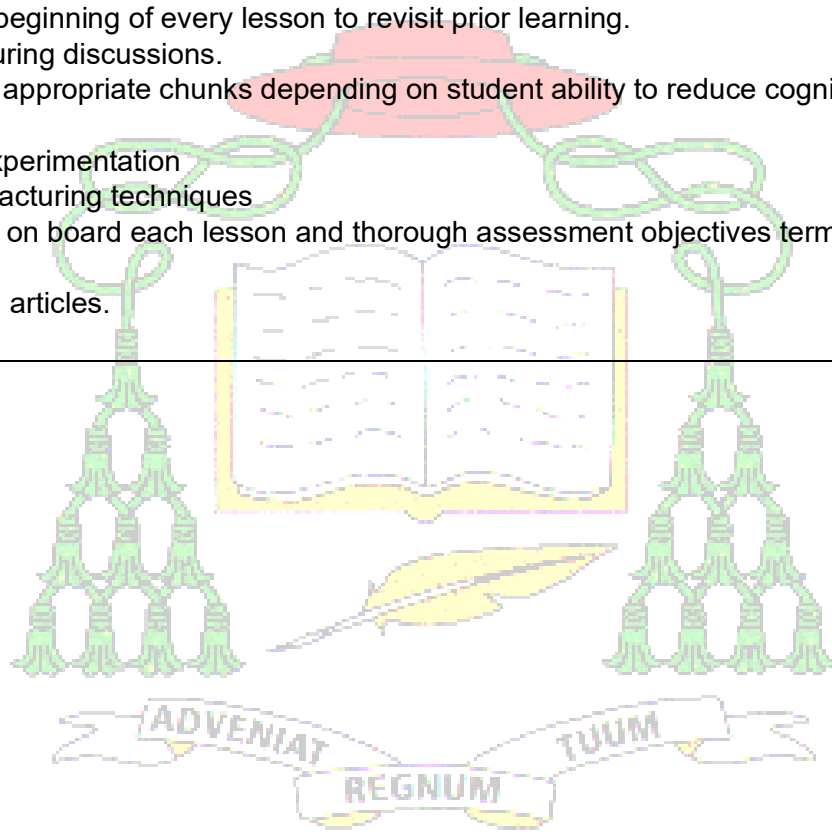 beginning of every lesson to revisit prior learning.
uring discussions.
appropriate chunks depending on student ability to reduce cogni
xperimentation
acturing techniques
on board each lesson and thorough assessment objectives term
articles.
ADVENIAT REGNUM TUUM